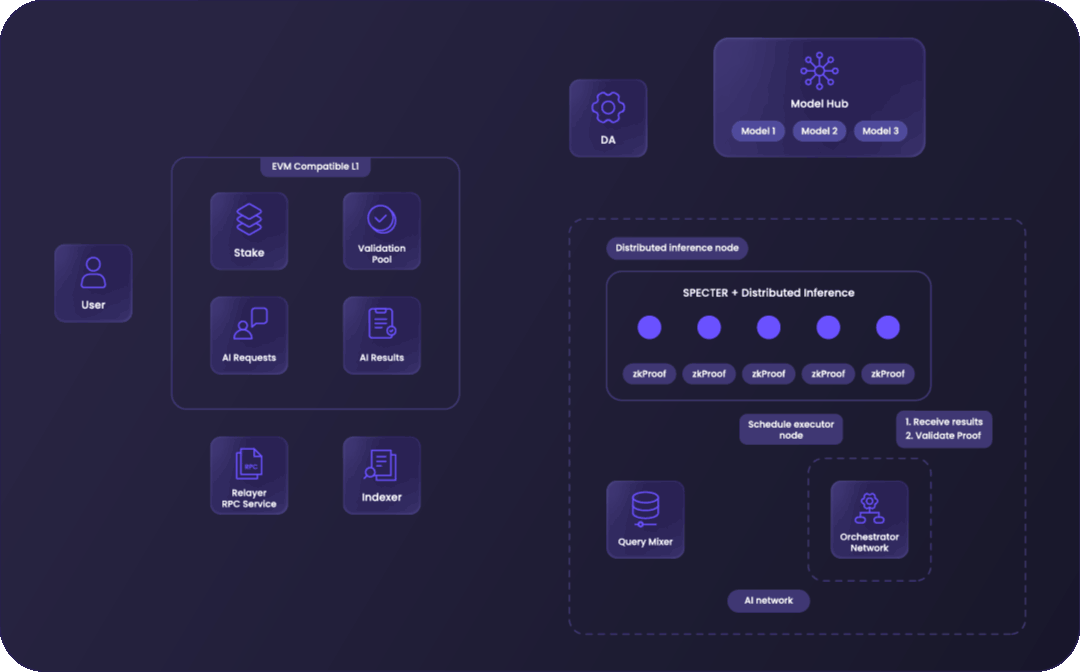 Model Hub
Model 1
Model 2
Model 3
DA
EVM Compatible L1
Stake
Validation
Pool
User
AI Requests
AI Results
Relayer
RPC Service
RPC
Indexer
Distributed inference node
SPECTER + Distributed Inference
zkProof
zkProof
zkProof
zkProof
zkProof
Schedule executor
node
1. Receive results
2. Validate Proof
Query Mixer
Orchestrator
Network
AI network